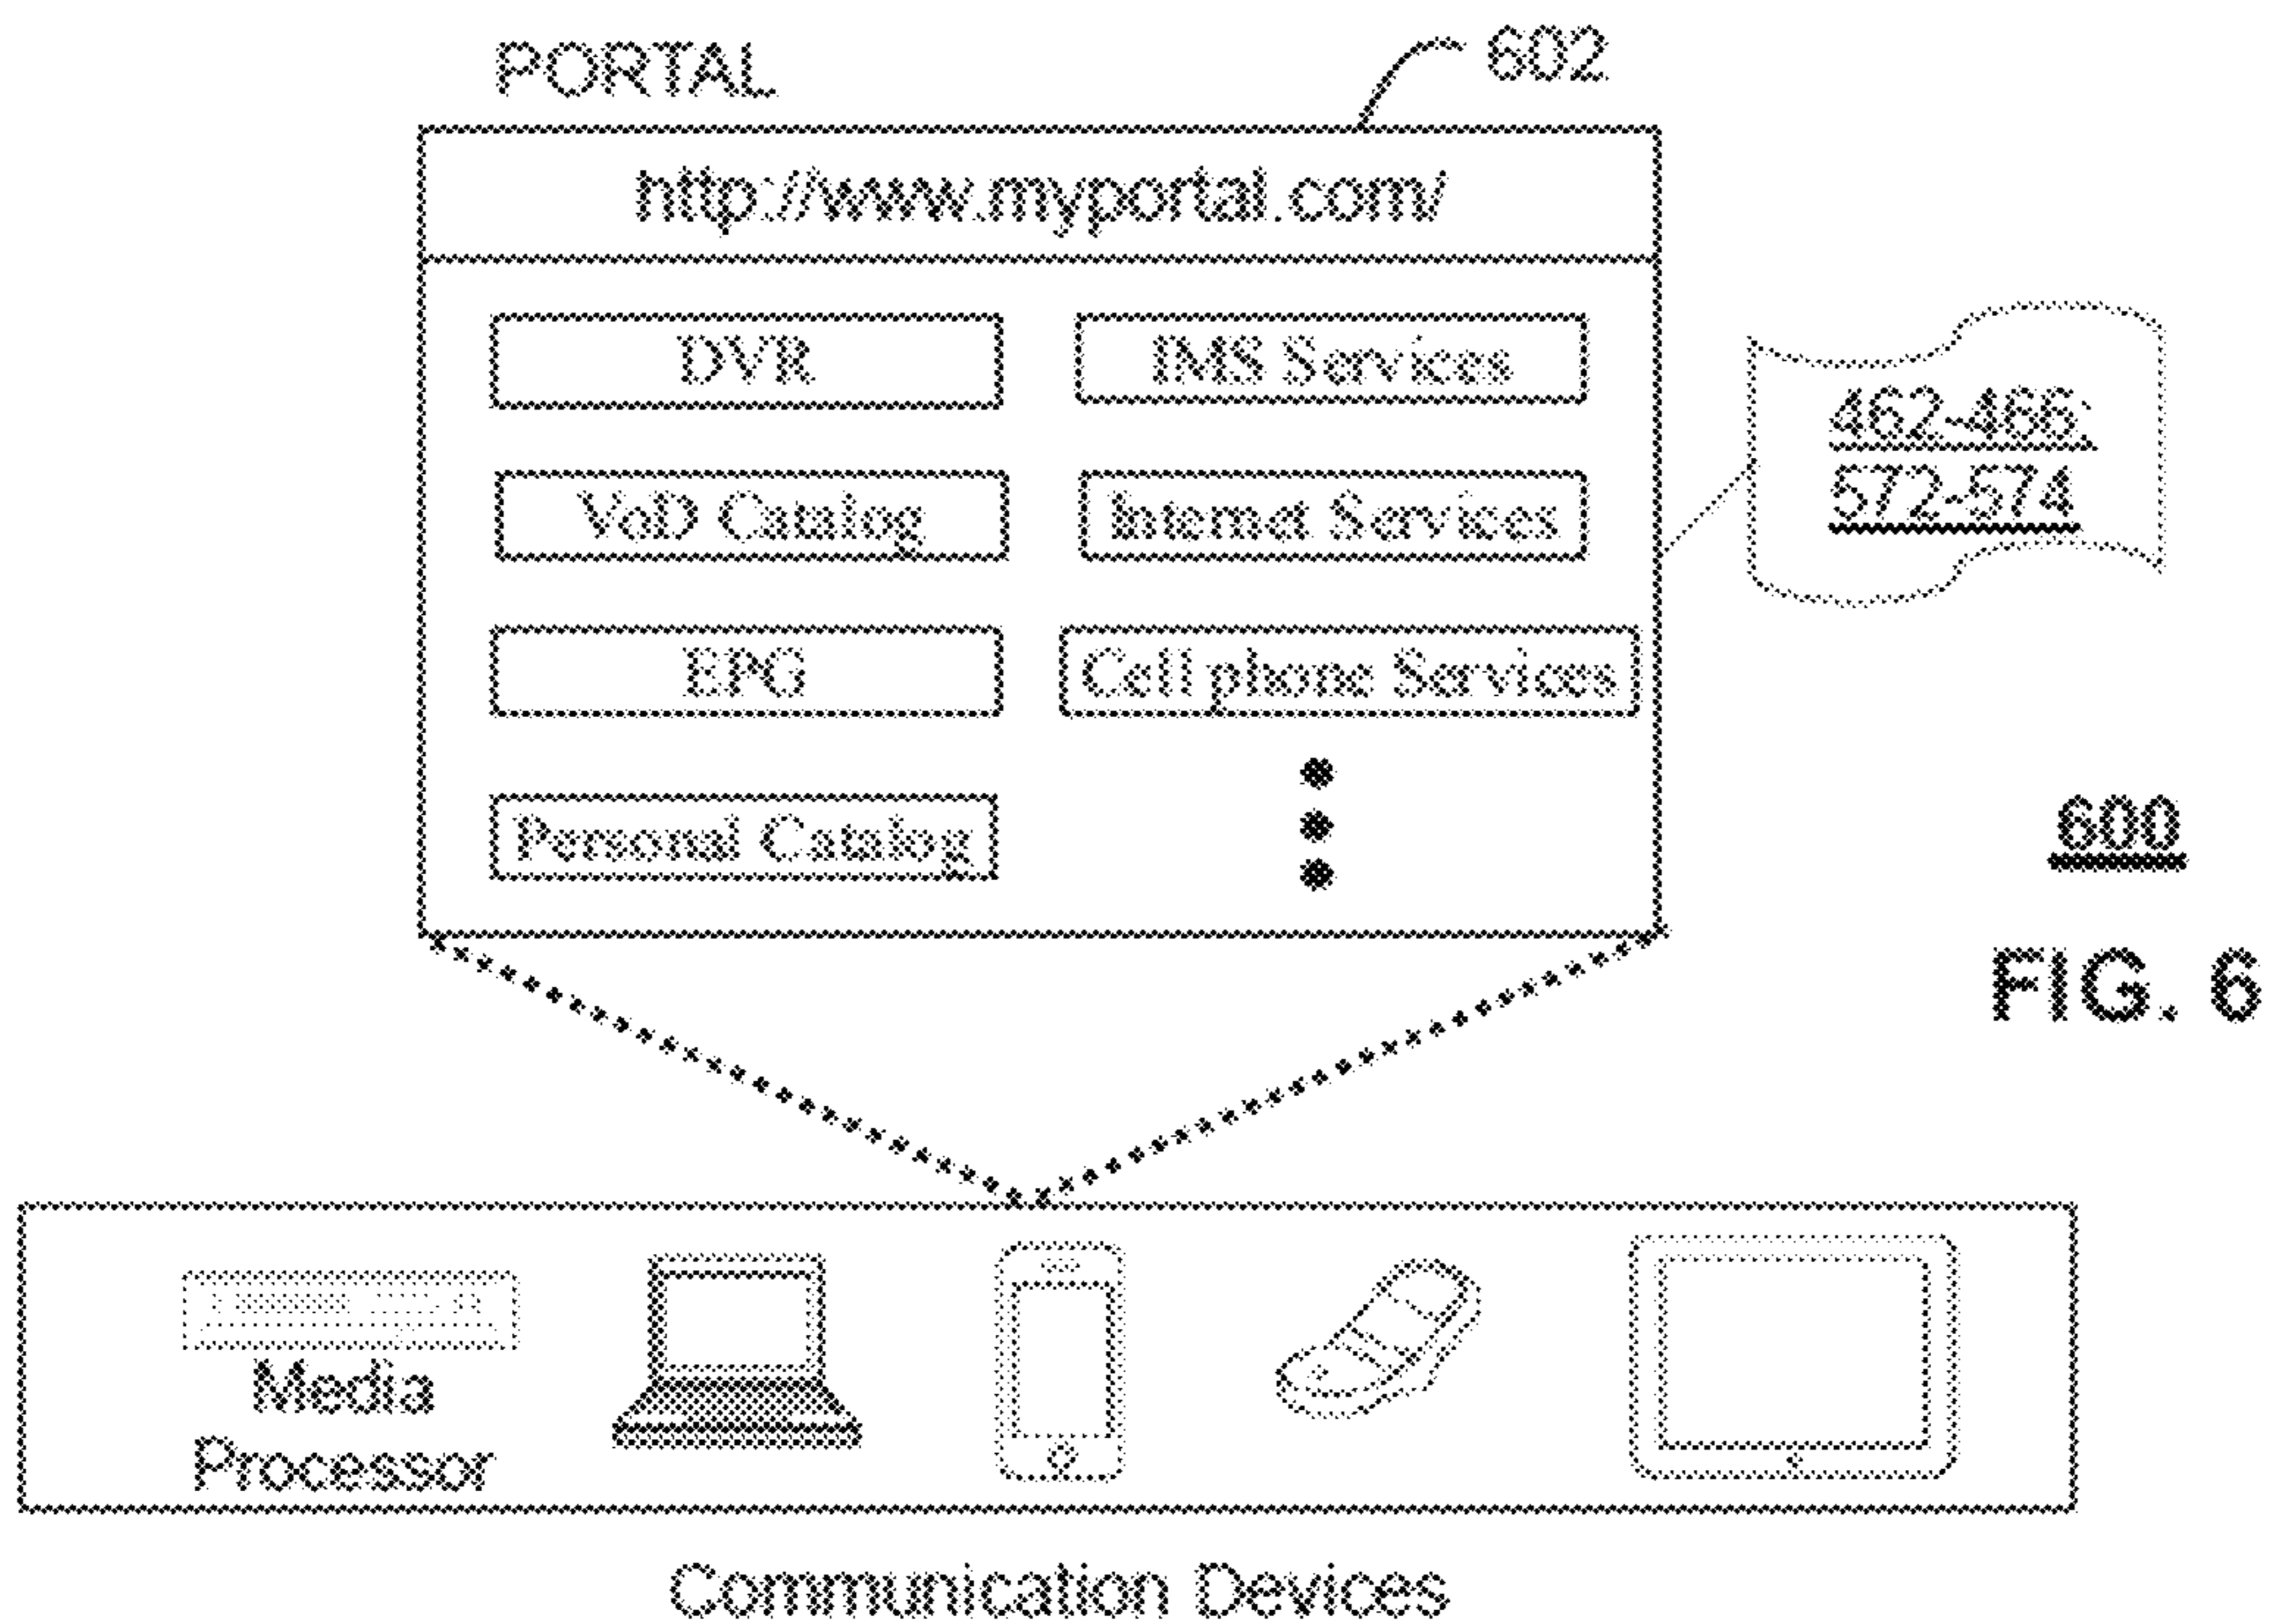 PORTAL
602
http://www.myportal.com/
DVR
IMS Services
VoD Catalog
Internet Services
EPG
Cell phone Services
Personal Catalog
462-466,
572-574
600
FIG. 6
Media
Processor
Communication Devices